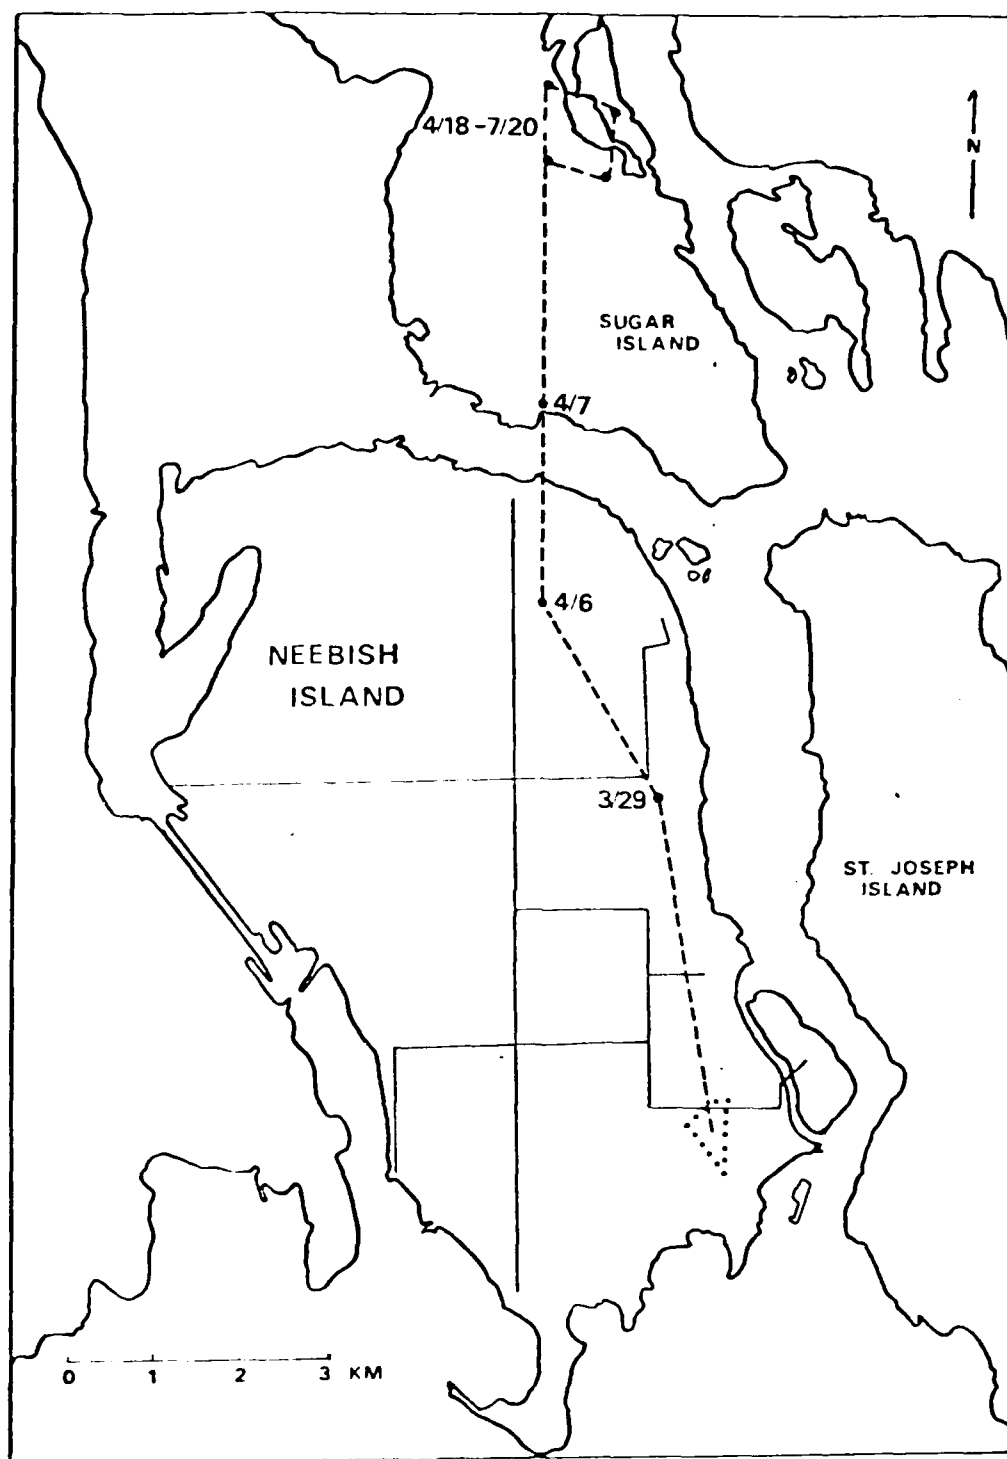 4/18-7/20
N
SUGAR
ISLAND
4/7
4/6
NEEBISH
ISLAND
3/29
ST. JOSEPH
ISLAND
0 1 2 3 KM